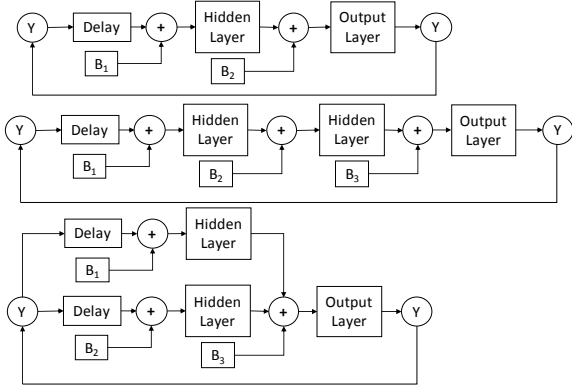 Y Delay + Hidden Layer + Output Layer Y
B1 B2
Y Delay + Hidden Layer + Hidden Layer + Output Layer Y
B1 B2 B3
Delay + Hidden Layer
B1
Y Delay + Hidden Layer + Output Layer Y
B2 B3